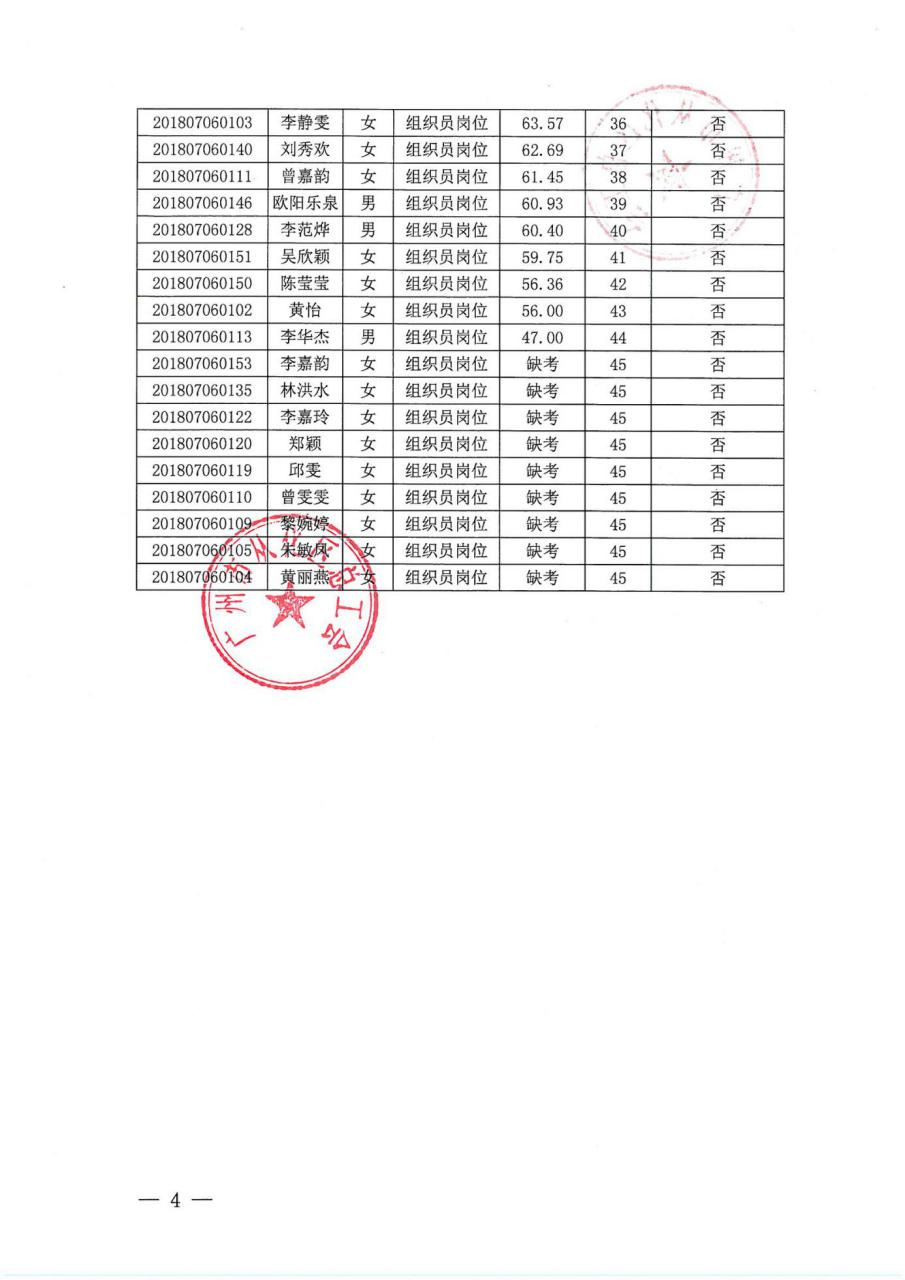 201807060103 李静雯 女 组织员岗位 63.57 36 否
201807060140 刘秀欢 女 组织员岗位 62.69 37 否
201807060111 曾嘉韵 女 组织员岗位 61.45 38 否
201807060146 欧阳乐泉 男 组织员岗位 60.93 39 否
201807060128 李范烨 男 组织员岗位 60.40 40 否
201807060151 吴欣颖 女 组织员岗位 59.75 41 否
201807060150 陈莹莹 女 组织员岗位 56.36 42 否
201807060102 黄怡 女 组织员岗位 56.00 43 否
201807060113 李华杰 男 组织员岗位 47.00 44 否
201807060153 李嘉韵 女 组织员岗位 缺考 45 否
201807060135 林洪水 女 组织员岗位 缺考 45 否
201807060122 李嘉玲 女 组织员岗位 缺考 45 否
201807060120 郑颖 女 组织员岗位 缺考 45 否
201807060119 邱雯 女 组织员岗位 缺考 45 否
201807060110 曾雯雯 女 组织员岗位 缺考 45 否
201807060109 黎婉婷 女 组织员岗位 缺考 45 否
201807060105 朱敏凤 女 组织员岗位 缺考 45 否
201807060104 黄丽燕 女 组织员岗位 缺考 45 否
广州市从化区总工会
— 4 —